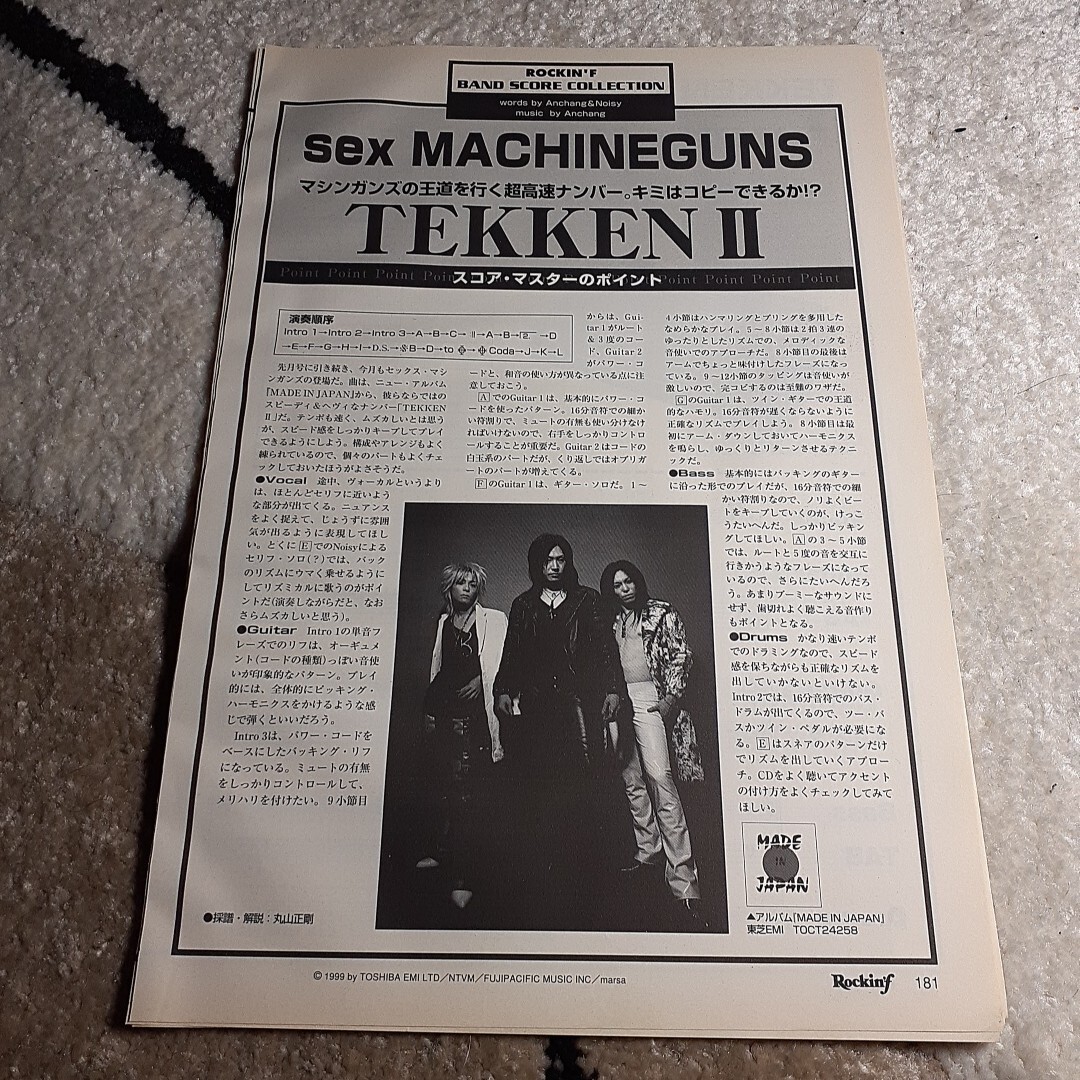 ROCKIN'F
BAND SCORE COLLECTION
words by Anchang&Noisy
music by Anchang
sex MACHINEGUNS
マシンガンズの王道を行く超高速ナンバー。キミはコピーできるか!?
TEKKEN II
Point Point Point Poin スコア・マスターのポイント Point Point Point Point
演奏順序
Intro 1→Intro 2→Intro 3→A→B→C→𝄇→A→B→2.→D
→E→F→G→H→I→D.S.→𝄋B→D→to 𝄌→𝄌Coda→J→K→L
先月号に引き続き、今月もセックス・マシ
ンガンズの登場だ。曲は、ニュー・アルバム
『MADE IN JAPAN』から、彼らならではの
スピーディ＆ヘヴィなナンバー「TEKKEN
II」だ。テンポも速く、ムズカしいとは思う
が、スピード感をしっかりキープしてプレイ
できるようにしよう。構成やアレンジもよく
練られているので、個々のパートもよくチェ
ックしておいたほうがよさそうだ。
●Vocal 途中、ヴォーカルというより
は、ほとんどセリフに近いよう
な部分が出てくる。ニュアンス
をよく捉えて、じょうずに雰囲
気が出るように表現してほし
い。とくにEでのNoisyによる
セリフ・ソロ(？)では、バック
のリズムにウマく乗せるように
してリズミカルに歌うのがポイ
ントだ(演奏しながらだと、なお
さらムズカしいと思う)。
●Guitar Intro 1の単音フ
レーズでのリフは、オーギュメ
ント(コードの種類)っぽい音使
いが印象的なパターン。プレイ
的には、全体的にピッキング・
ハーモニクスをかけるような感
じで弾くといいだろう。
Intro 3は、パワー・コードを
ベースにしたバッキング・リフ
になっている。ミュートの有無
をしっかりコントロールして、
メリハリを付けたい。9小節目
からは、Gui-
tar 1がルート
＆3度のコー
ド、Guitar 2
がパワー・コ
ードと、和音の使い方が異なっている点に注
意しておこう。
AでのGuitar 1は、基本的にパワー・コ
ードを使ったパターン。16分音符での細か
い符割りで、ミュートの有無も使い分けなけ
ればいけないので、右手をしっかりコントロ
ールすることが重要だ。Guitar 2はコードの
白玉系のパートだが、くり返しではオブリガ
ートのパートが増えてくる。
FのGuitar 1は、ギター・ソロだ。1〜
4小節はハンマリングとプリングを多用した
なめらかなプレイ。5〜8小節は2拍3連の
ゆったりとしたリズムでの、メロディックな
音使いでのアプローチだ。8小節目の最後は
アームでちょっと味付けしたフレーズになっ
ている。9〜12小節のタッピングは音使いが
激しいので、完コピするのは至難のワザだ。
GのGuitar 1は、ツイン・ギターでの王道
的なハモリ。16分音符が遅くならないように
正確なリズムでプレイしよう。8小節目は最
初にアーム・ダウンしておいてハーモニクス
を鳴らし、ゆっくりとリターンさせるテクニ
ックだ。
●Bass 基本的にはバッキングのギター
に沿った形でのプレイだが、16分音符での細
かい符割りなので、ノリよくビー
トをキープしていくのが、けっこ
うたいへんだ。しっかりピッキン
グしてほしい。Aの3〜5小節
では、ルートと5度の音を交互に
行きかうようなフレーズになって
いるので、さらにたいへんだろ
う。あまりブーミーなサウンドに
せず、歯切れよく聴こえる音作り
もポイントとなる。
●Drums かなり速いテンポ
でのドラミングなので、スピード
感を保ちながらも正確なリズムを
出していかないといけない。
Intro 2では、16分音符でのバス・
ドラムが出てくるので、ツー・バ
スかツイン・ペダルが必要にな
る。Eはスネアのパターンだけ
でリズムを出していくアプロー
チ。CDをよく聴いてアクセント
の付け方をよくチェックしてみて
ほしい。
MADE
IN
JAPAN
▲アルバム「MADE IN JAPAN」
東芝EMI TOCT24258
●採譜・解説：丸山正剛
© 1999 by TOSHIBA EMI LTD／NTVM／FUJIPACIFIC MUSIC INC／marsa
Rockin'f 181